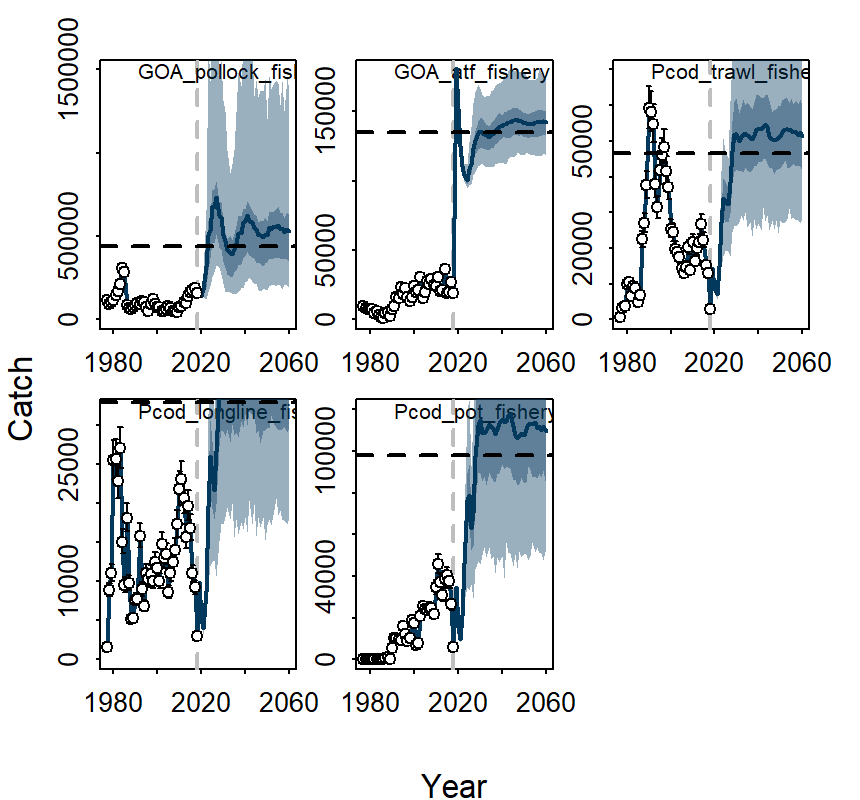 GOA_pollock_fish
0 500000 1500000
1980 2020 2060
GOA_atf_fishery
0 50000 150000
1980 2020 2060
Pcod_trawl_fishe
0 20000 50000
1980 2020 2060
Pcod_longline_fis
0 10000 25000
1980 2020 2060
Pcod_pot_fishery
0 40000 100000
1980 2020 2060
Catch
Year